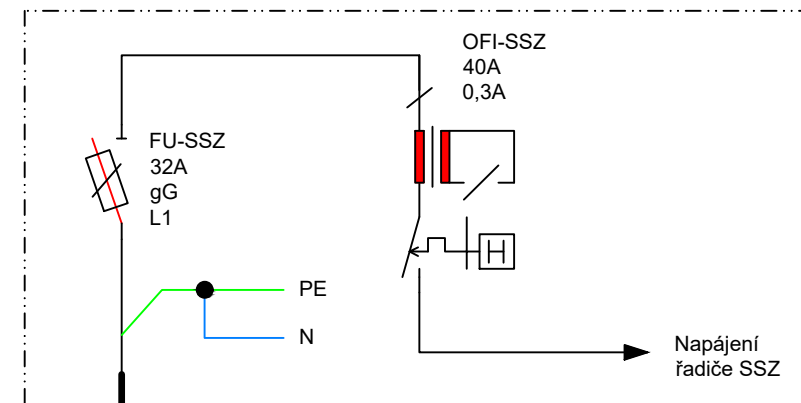 OFI-SSZ
40A
0,3A
FU-SSZ
32A
gG
L1
H
PE
N
Napájení
řadiče SSZ